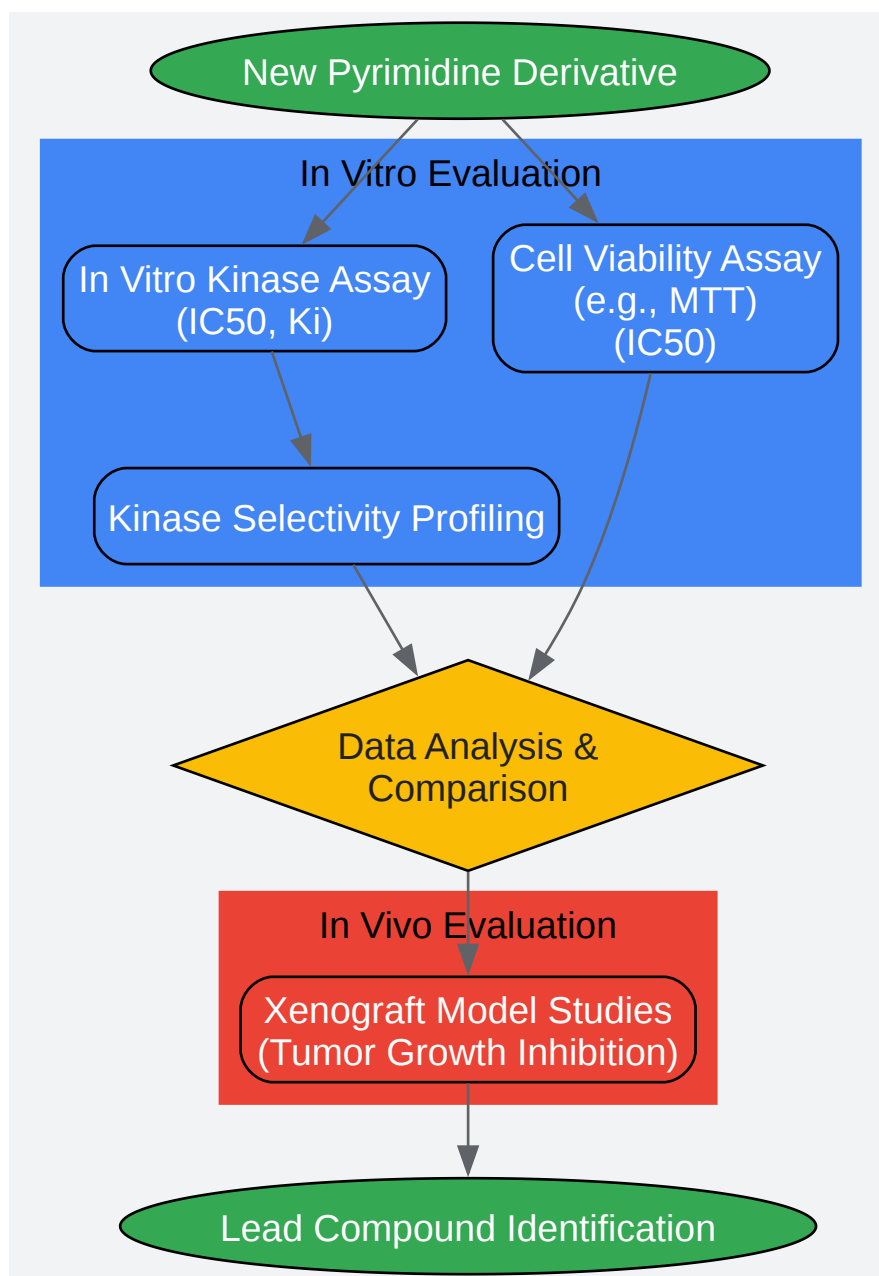 New Pyrimidine Derivative
In Vitro Evaluation
In Vitro Kinase Assay
(IC50, Ki)
Cell Viability Assay
(e.g., MTT)
(IC50)
Kinase Selectivity Profiling
Data Analysis &
Comparison
In Vivo Evaluation
Xenograft Model Studies
(Tumor Growth Inhibition)
Lead Compound Identification